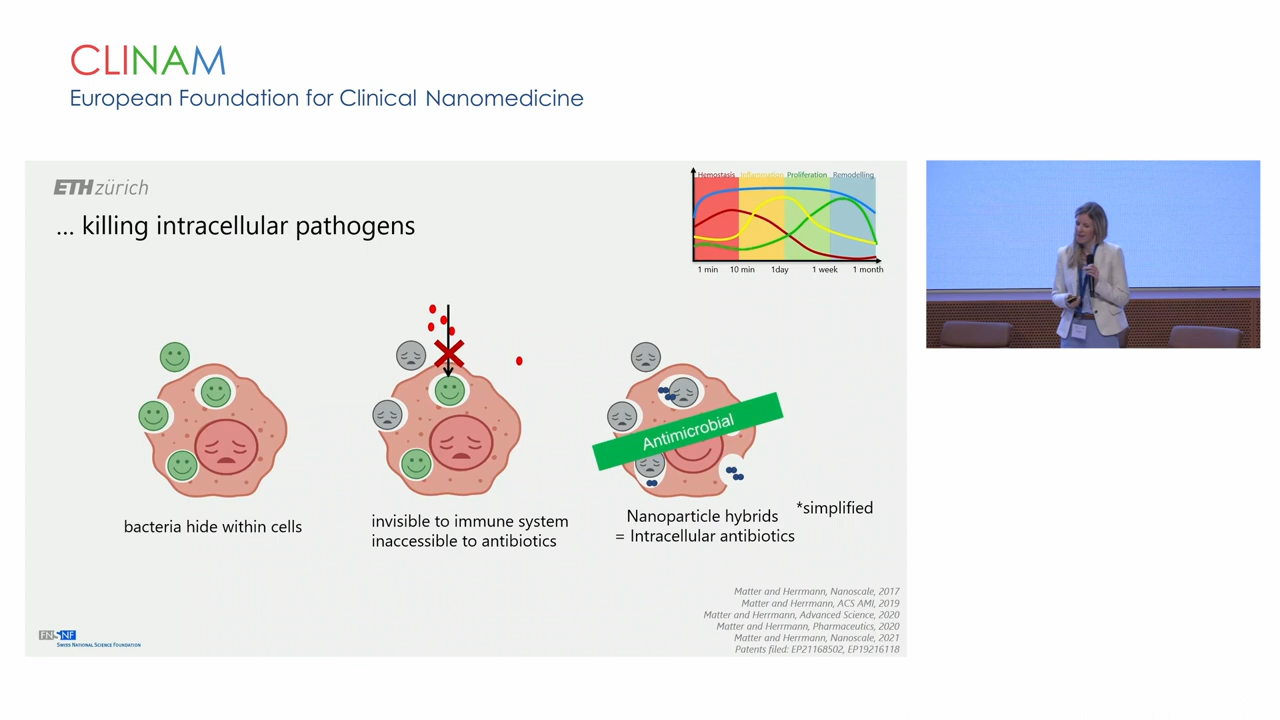 CLINAM
European Foundation for Clinical Nanomedicine
ETH zürich
... killing intracellular pathogens
Hemostasis Inflammation Proliferation Remodelling
1 min 10 min 1day 1 week 1 month
Antimicrobial
bacteria hide within cells
invisible to immune system
inaccessible to antibiotics
Nanoparticle hybrids
= Intracellular antibiotics
*simplified
Matter and Herrmann, Nanoscale, 2017
Matter and Herrmann, ACS AMI, 2019
Matter and Herrmann, Advanced Science, 2020
Matter and Herrmann, Pharmaceutics, 2020
Matter and Herrmann, Nanoscale, 2021
Patents filed: EP21168502, EP19216118
FNSNF
SWISS NATIONAL SCIENCE FOUNDATION